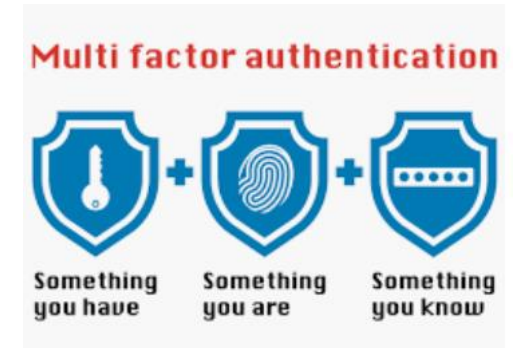 Multi factor authentication
+ +
Something you have
Something you are
Something you know